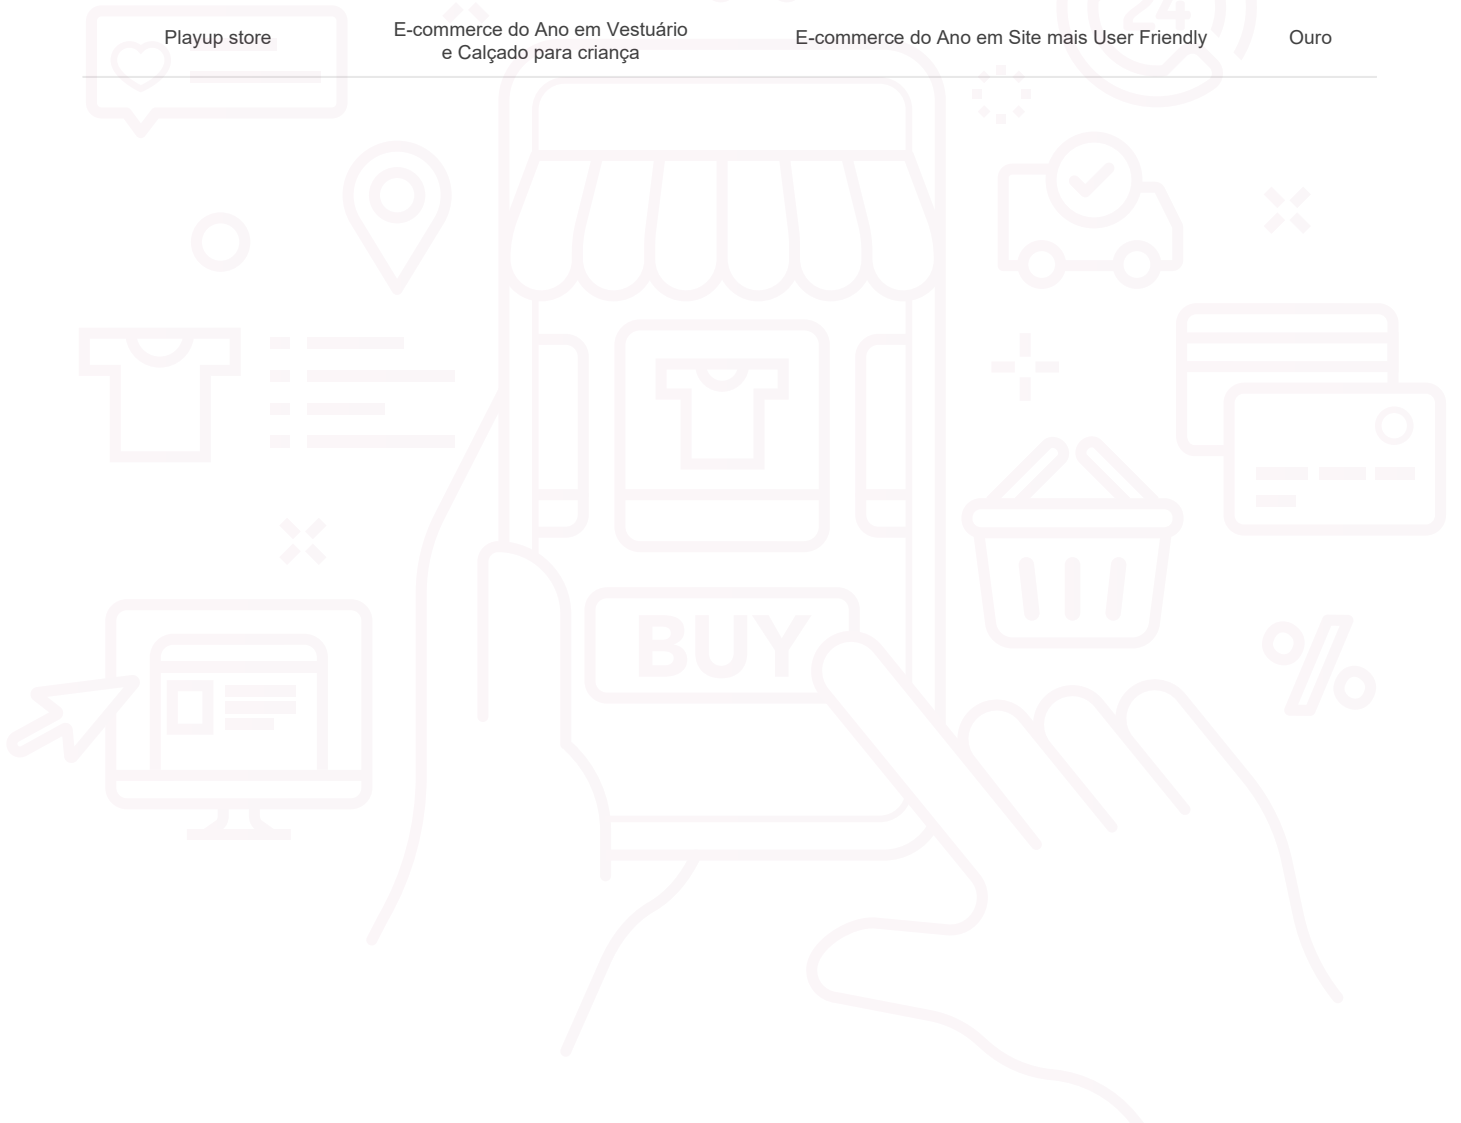 Playup store
E-commerce do Ano em Vestuário
e Calçado para criança
E-commerce do Ano em Site mais User Friendly
Ouro
24
BUY
%